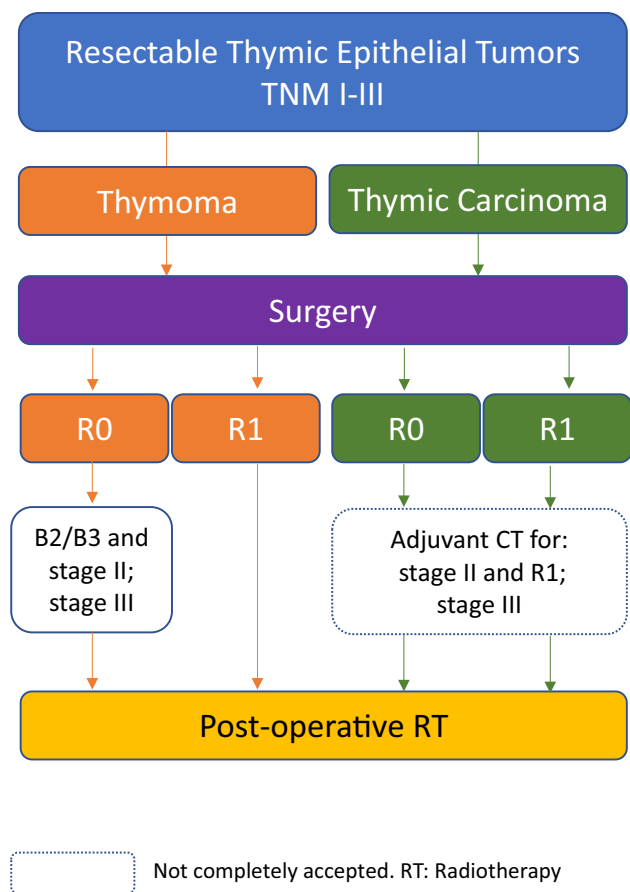 Resectable Thymic Epithelial Tumors
TNM I-III
Thymoma
Thymic Carcinoma
Surgery
R0
R1
R0
R1
B2/B3 and
stage II;
stage III
Adjuvant CT for:
stage II and R1;
stage III
Post-operative RT
Not completely accepted. RT: Radiotherapy